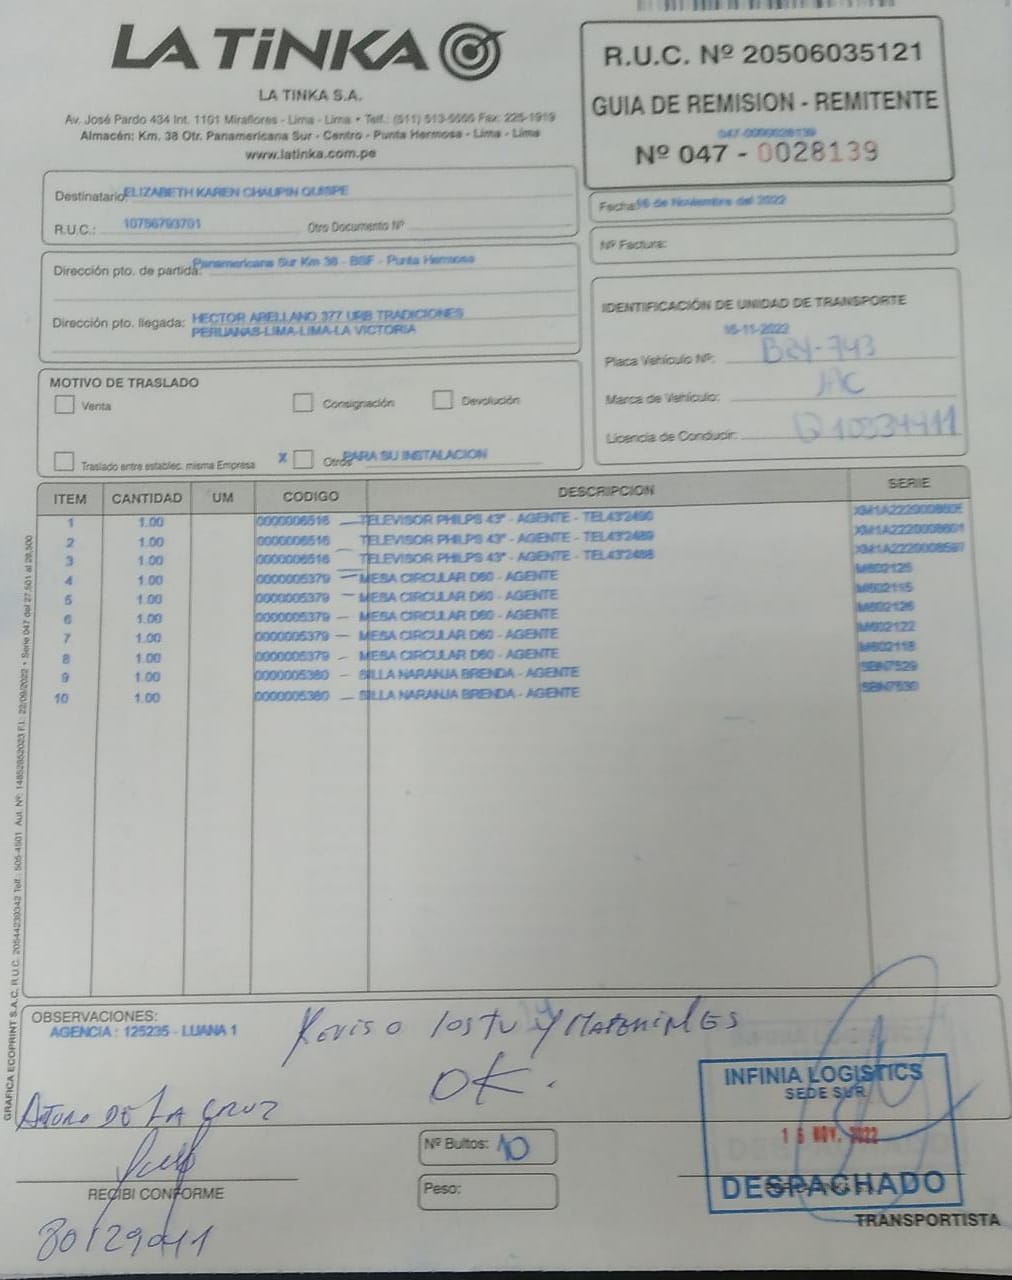 LA TiNKA
LA TINKA S.A.
Av. José Pardo 434 Int. 1101 Miraflores - Lima - Lima • Telf.: (511) 513-5555 Fax: 225-1919
Almacén: Km. 38 Otr. Panamericana Sur - Centro - Punta Hermosa - Lima - Lima
www.latinka.com.pe
R.U.C. Nº 20506035121
GUIA DE REMISION - REMITENTE
047-0000028139
Nº 047 - 0028139
Destinatario: ELIZABETH KAREN CHAUPIN QUISPE
R.U.C.: 10756793701 Otro Documento Nº
Fecha: 16 de Noviembre del 2022
Nº Factura:
Dirección pto. de partida: Panamericana Sur Km 38 - BSF - Punta Hermosa
Dirección pto. llegada: HECTOR ARELLANO 377 URB TRADICIONES
PERUANAS-LIMA-LIMA-LA VICTORIA
IDENTIFICACIÓN DE UNIDAD DE TRANSPORTE
16-11-2022
Placa Vehículo Nº:
Marca de Vehículo: JAC
Licencia de Conducir:
MOTIVO DE TRASLADO
Venta Consignación Devolución
Traslado entre establec. misma Empresa X Otros PARA SU INSTALACION
ITEM CANTIDAD UM CODIGO DESCRIPCION SERIE
1 1.00 0000006516 TELEVISOR PHILPS 43" - AGENTE - TEL432490
2 1.00 0000006516 TELEVISOR PHILPS 43" - AGENTE - TEL432489 XM1A2220008601
3 1.00 0000006516 TELEVISOR PHILPS 43" - AGENTE - TEL432488 XM1A2220008597
4 1.00 0000005379 MESA CIRCULAR D60 - AGENTE M602125
5 1.00 0000005379 MESA CIRCULAR D60 - AGENTE M602115
6 1.00 0000005379 MESA CIRCULAR D60 - AGENTE M602126
7 1.00 0000005379 MESA CIRCULAR D60 - AGENTE M602122
8 1.00 0000005379 MESA CIRCULAR D60 - AGENTE M602118
9 1.00 0000005380 SILLA NARANJA BRENDA - AGENTE SBN7529
10 1.00 0000005380 SILLA NARANJA BRENDA - AGENTE SBN7530
GRAFICA ECOPRINT S.A.C. R.U.C. 20544239342 Telf.: 505-4501 Aut. Nº: 14852852023 F.I.: 22/09/2022 • Serie 047 del 27,501 al 28,500
OBSERVACIONES:
AGENCIA : 125235 - LUANA 1
Reviso y MATERIALES
OK.
Arturo DE LA CRUZ
INFINIA LOGISTICS
SEDE SUR
16 NOV. 2022
DESPACHADO
Nº Bultos: 10
Peso:
RECIBI CONFORME
TRANSPORTISTA